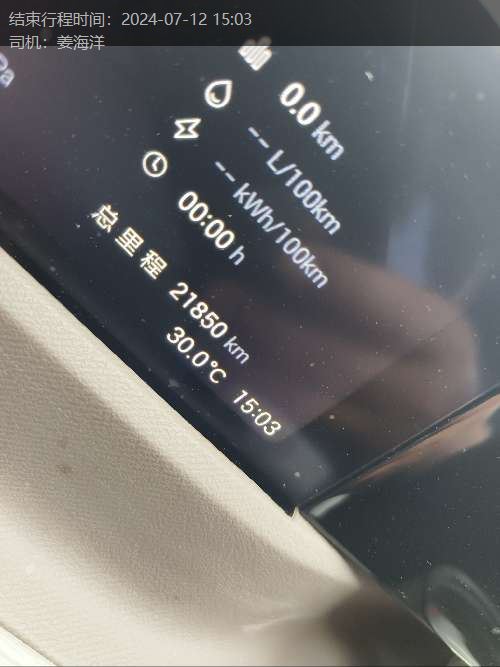 结束行程时间：2024-07-12 15:03
司机：姜海洋
Pa
0.0 km
-- L/100km
-- kWh/100km
00:00 h
总里程 21850 km
30.0℃ 15:03